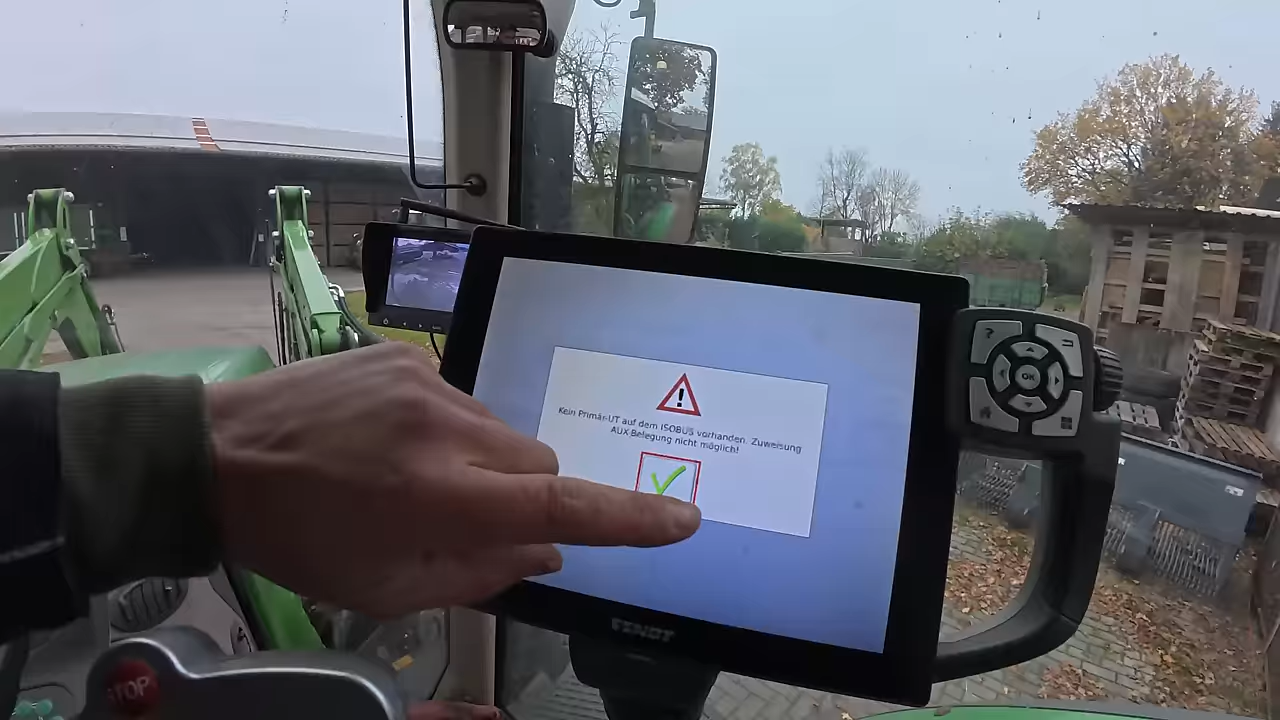 Kein Primär-UT auf dem ISOBUS vorhanden. Zuweisung
AUX-Belegung nicht möglich!
OK
?
FENDT
STOP